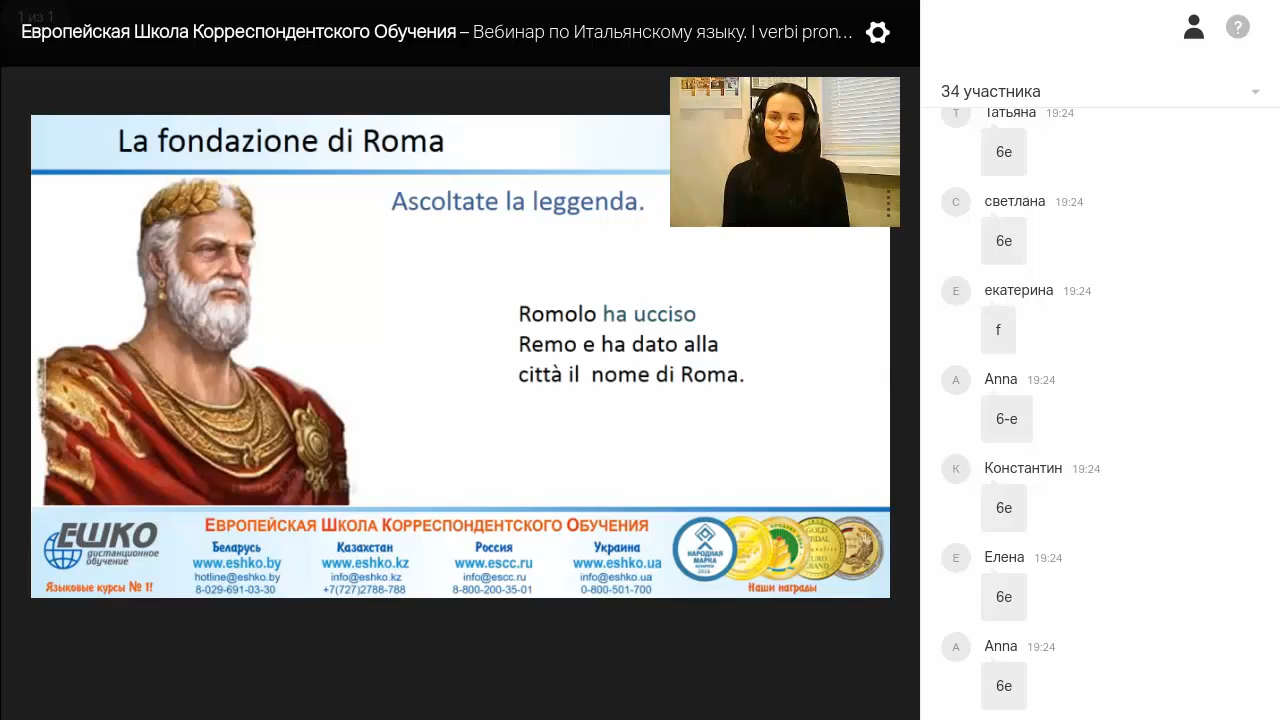 1 из 1
Европейская Школа Корреспондентского Обучения – Вебинар по Итальянскому языку. I verbi pron...
La fondazione di Roma
Ascoltate la leggenda.
Romolo ha ucciso
Remo e ha dato alla
città il nome di Roma.
ЕШКО
дистанционное
обучение
Языковые курсы № 1!
ЕВРОПЕЙСКАЯ ШКОЛА КОРРЕСПОНДЕНТСКОГО ОБУЧЕНИЯ
Беларусь
www.eshko.by
hotline@eshko.by
8-029-691-03-30
Казахстан
www.eshko.kz
info@eshko.kz
+7(727)2788-788
Россия
www.escc.ru
info@escc.ru
8-800-200-35-01
Украина
www.eshko.ua
info@eshko.ua
0-800-501-700
НАРОДНАЯ
МАРКА
Наши награды
?
34 участника
Т Татьяна 19:24
6e
С светлана 19:24
6e
Е екатерина 19:24
f
A Anna 19:24
6-e
К Константин 19:24
6e
Е Елена 19:24
6e
A Anna 19:24
6e